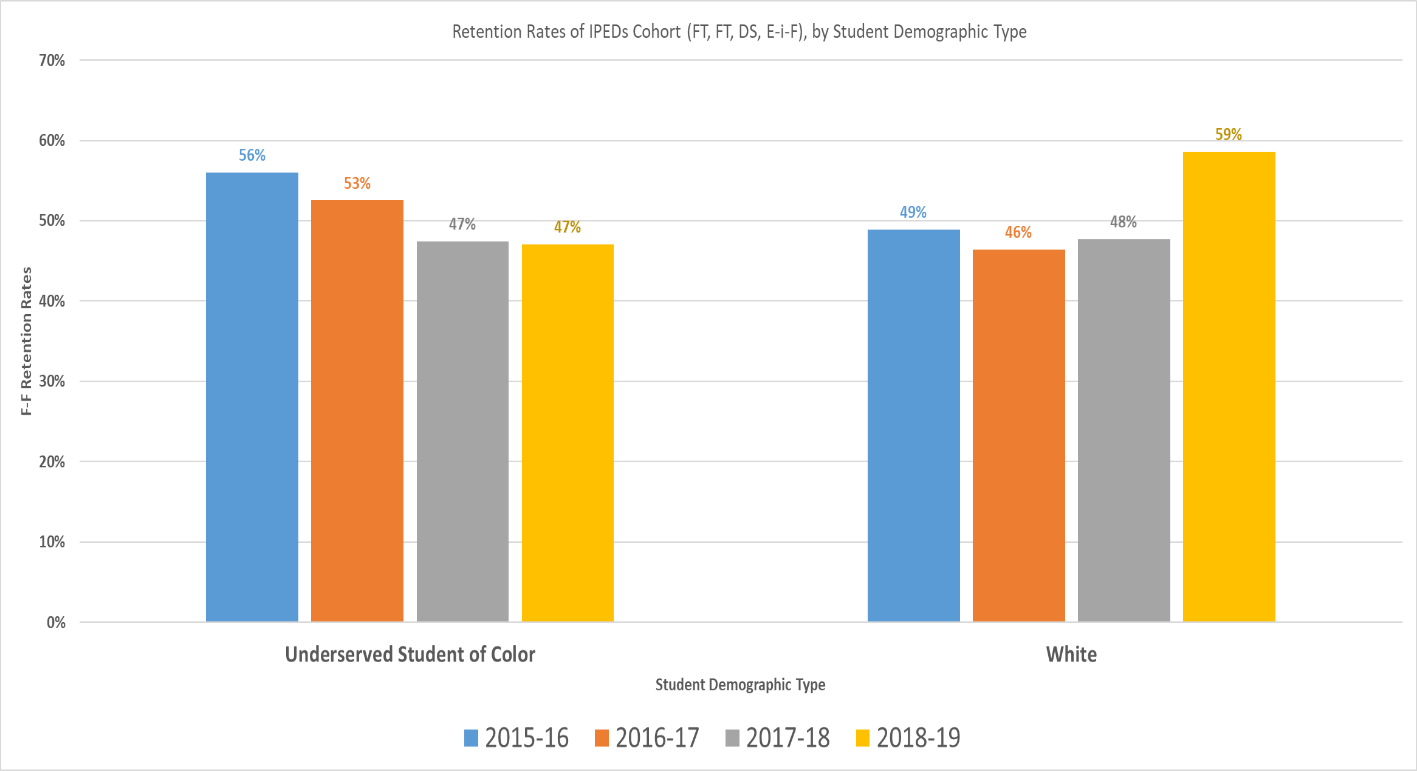 Retention Rates of IPEDs Cohort (FT, FT, DS, E-i-F), by Student Demographic Type
70%
60%
50%
40%
30%
20%
10%
0%
F-F Retention Rates
56%
53%
47%
47%
49%
46%
48%
59%
Underserved Student of Color
White
Student Demographic Type
2015-16 2016-17 2017-18 2018-19